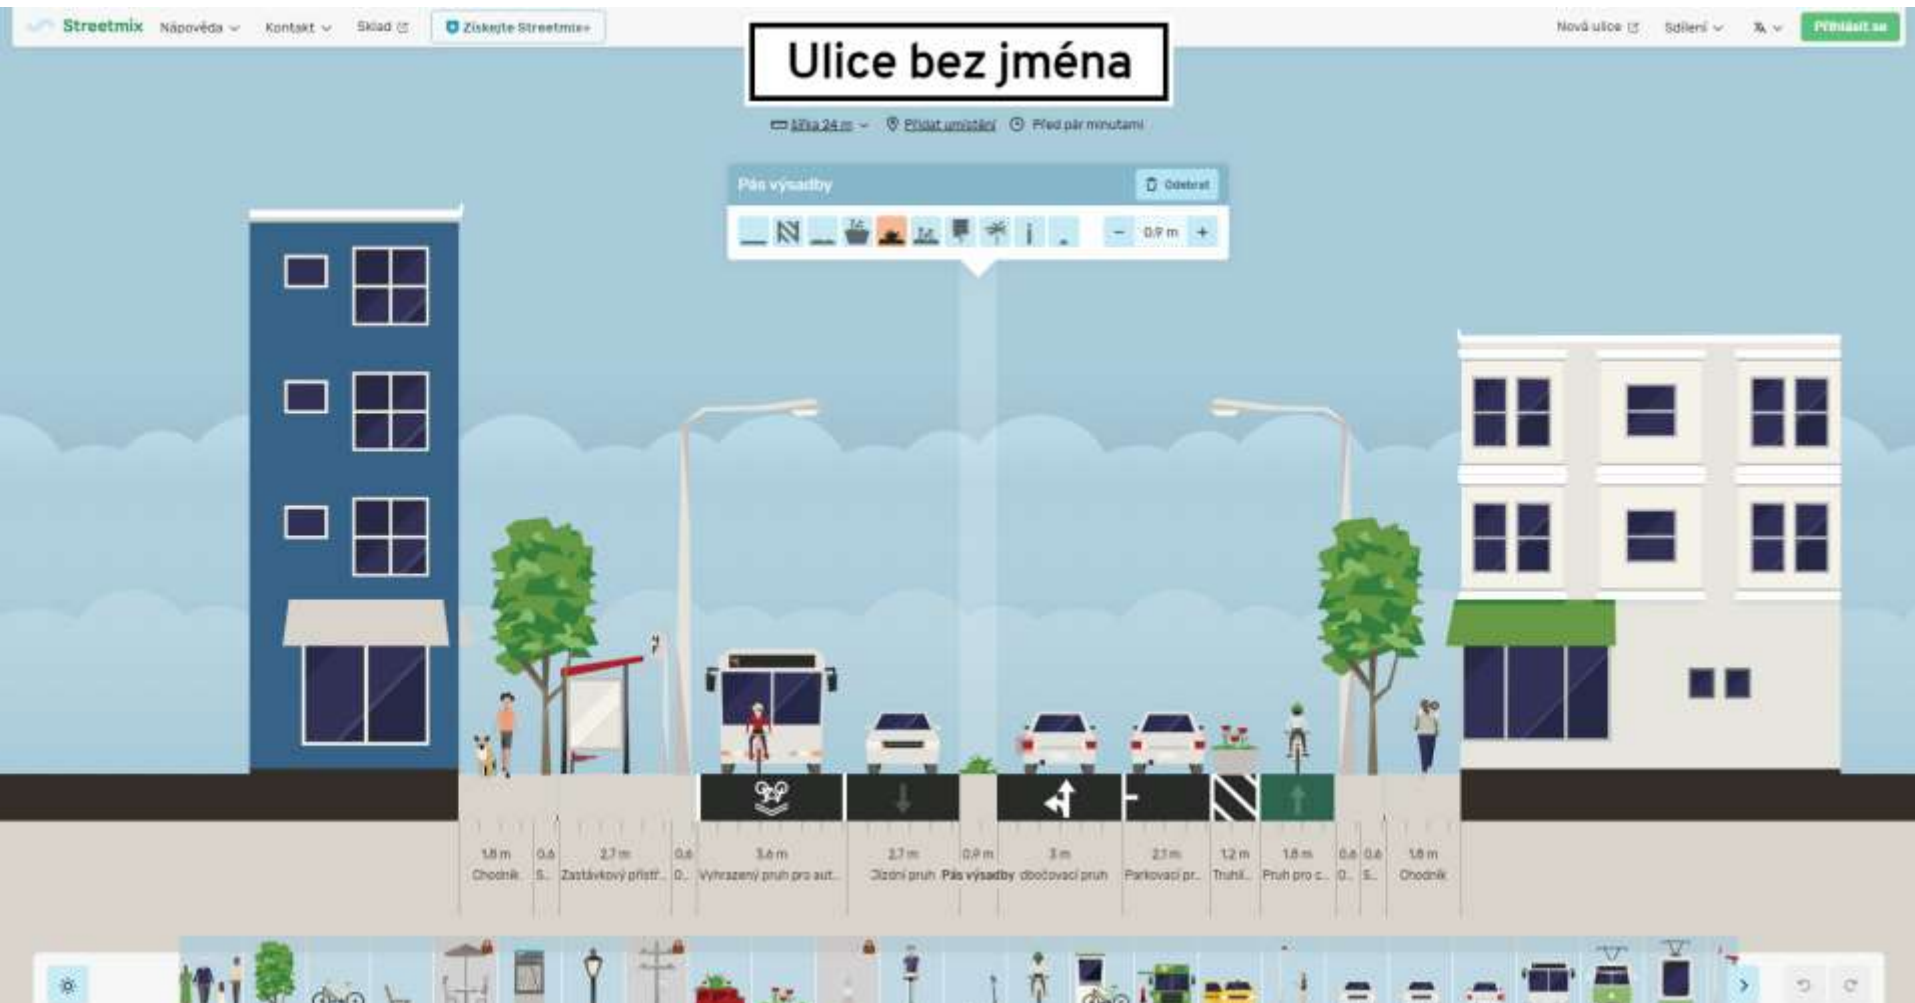 Streetmix Nápověda Kontakt Sklad Získejte Streetmix+ Nová ulice Sdílení Přihlásit se
Ulice bez jména
šířka 24 m Přidat umístění Před pár minutami
Pás výsadby Odebrat
− 0.9 m +
1.8 m 0.6 2.7 m 0.6 3.6 m 2.7 m 0.9 m 3 m 2.1 m 1.2 m 1.8 m 0.6 0.6 1.8 m
Chodník S... Zastávkový přístř... O... Vyhrazený pruh pro aut... Jízdní pruh Pás výsadby dbočovací pruh Parkovací pr... Truhlí... Pruh pro c... O... S... Chodník